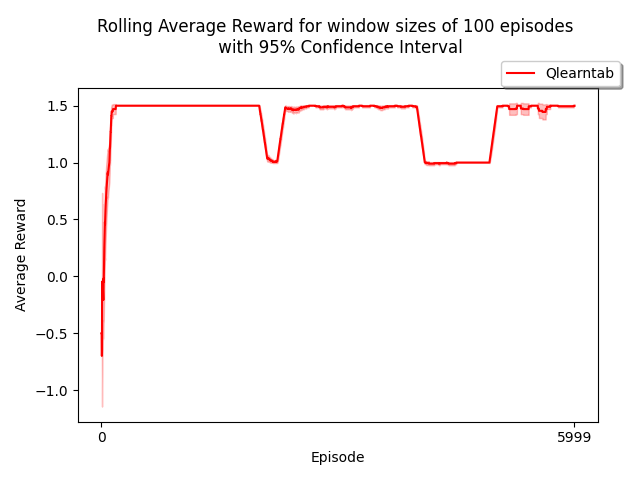 Rolling Average Reward for window sizes of 100 episodes
with 95% Confidence Interval
Qlearntab
1.5
1.0
0.5
0.0
−0.5
−1.0
Average Reward
0
5999
Episode